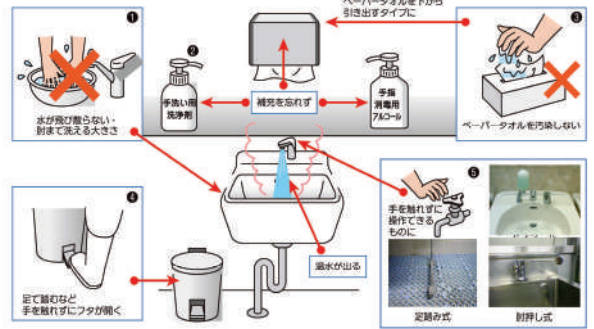 ペーパータオルを下から
引き出すタイプに
❶
水が飛び散らない・
肘まで洗える大きさ
❷
手洗い用
洗浄剤
補充を忘れず
手指
消毒用
アルコール
❸
ペーパータオルを汚染しない
❹
足で踏むなど
手を触れずにフタが開く
温水が出る
❺
手を触れずに
操作できる
ものに
足踏み式
肘押し式